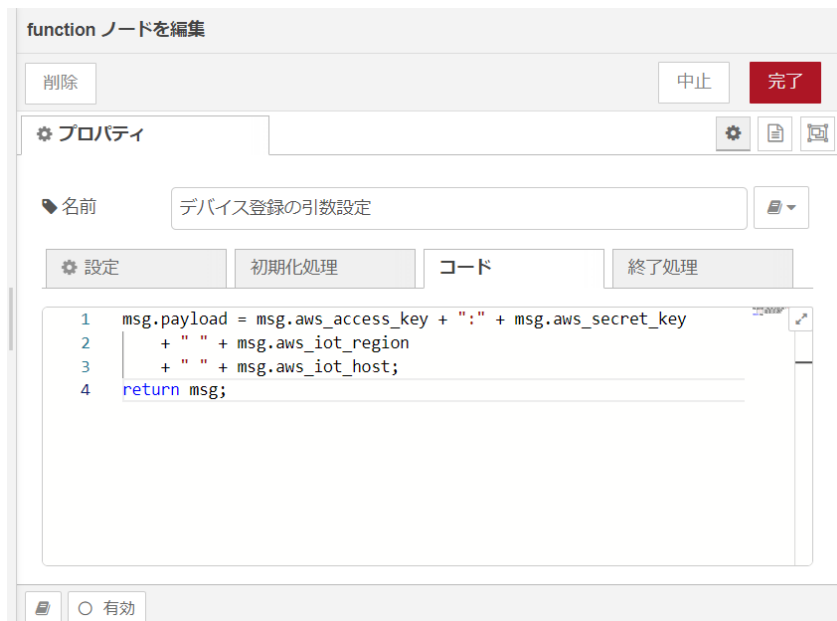 function ノードを編集
削除
中止
完了
プロパティ
名前
デバイス登録の引数設定
設定
初期化処理
コード
終了処理
1 msg.payload = msg.aws_access_key + ":" + msg.aws_secret_key
2 + " " + msg.aws_iot_region
3 + " " + msg.aws_iot_host;
4 return msg;
有効